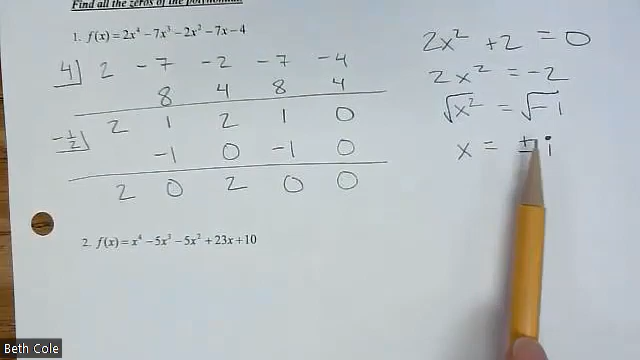 Find all the zeros of the polynomial.
1. f(x) = 2x⁴ − 7x³ − 2x² − 7x − 4
4 2 −7 −2 −7 −4
8 4 8 4
−1/2 2 1 2 1 0
−1 0 −1 0
2 0 2 0 0
2x² + 2 = 0
2x² = −2
√x² = √−1
x = ± i
2. f(x) = x⁴ − 5x³ − 5x² + 23x + 10
Beth Cole